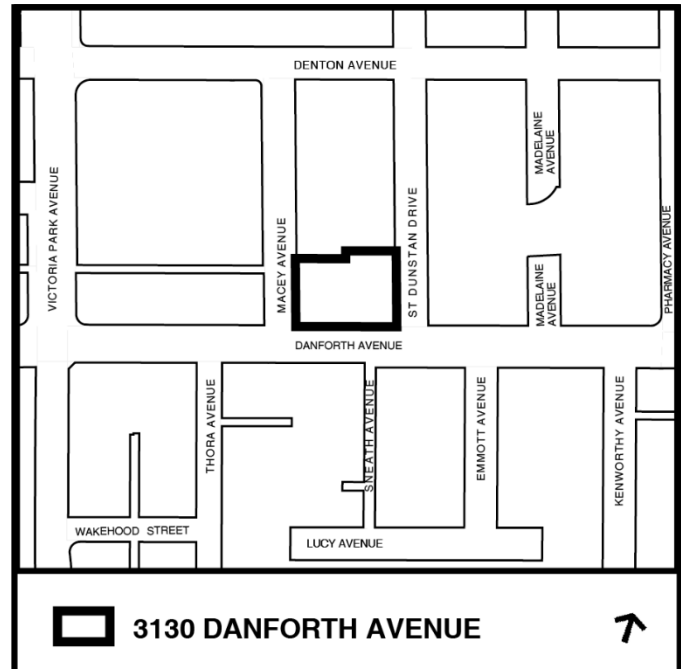 DENTON AVENUE
MADELAINE
AVENUE
VICTORIA PARK AVENUE
MACEY AVENUE
ST DUNSTAN DRIVE
PHARMACY AVENUE
MADELAINE
AVENUE
DANFORTH AVENUE
THORA AVENUE
SNEATH AVENUE
EMMOTT AVENUE
KENWORTHY AVENUE
WAKEHOOD STREET
LUCY AVENUE
3130 DANFORTH AVENUE